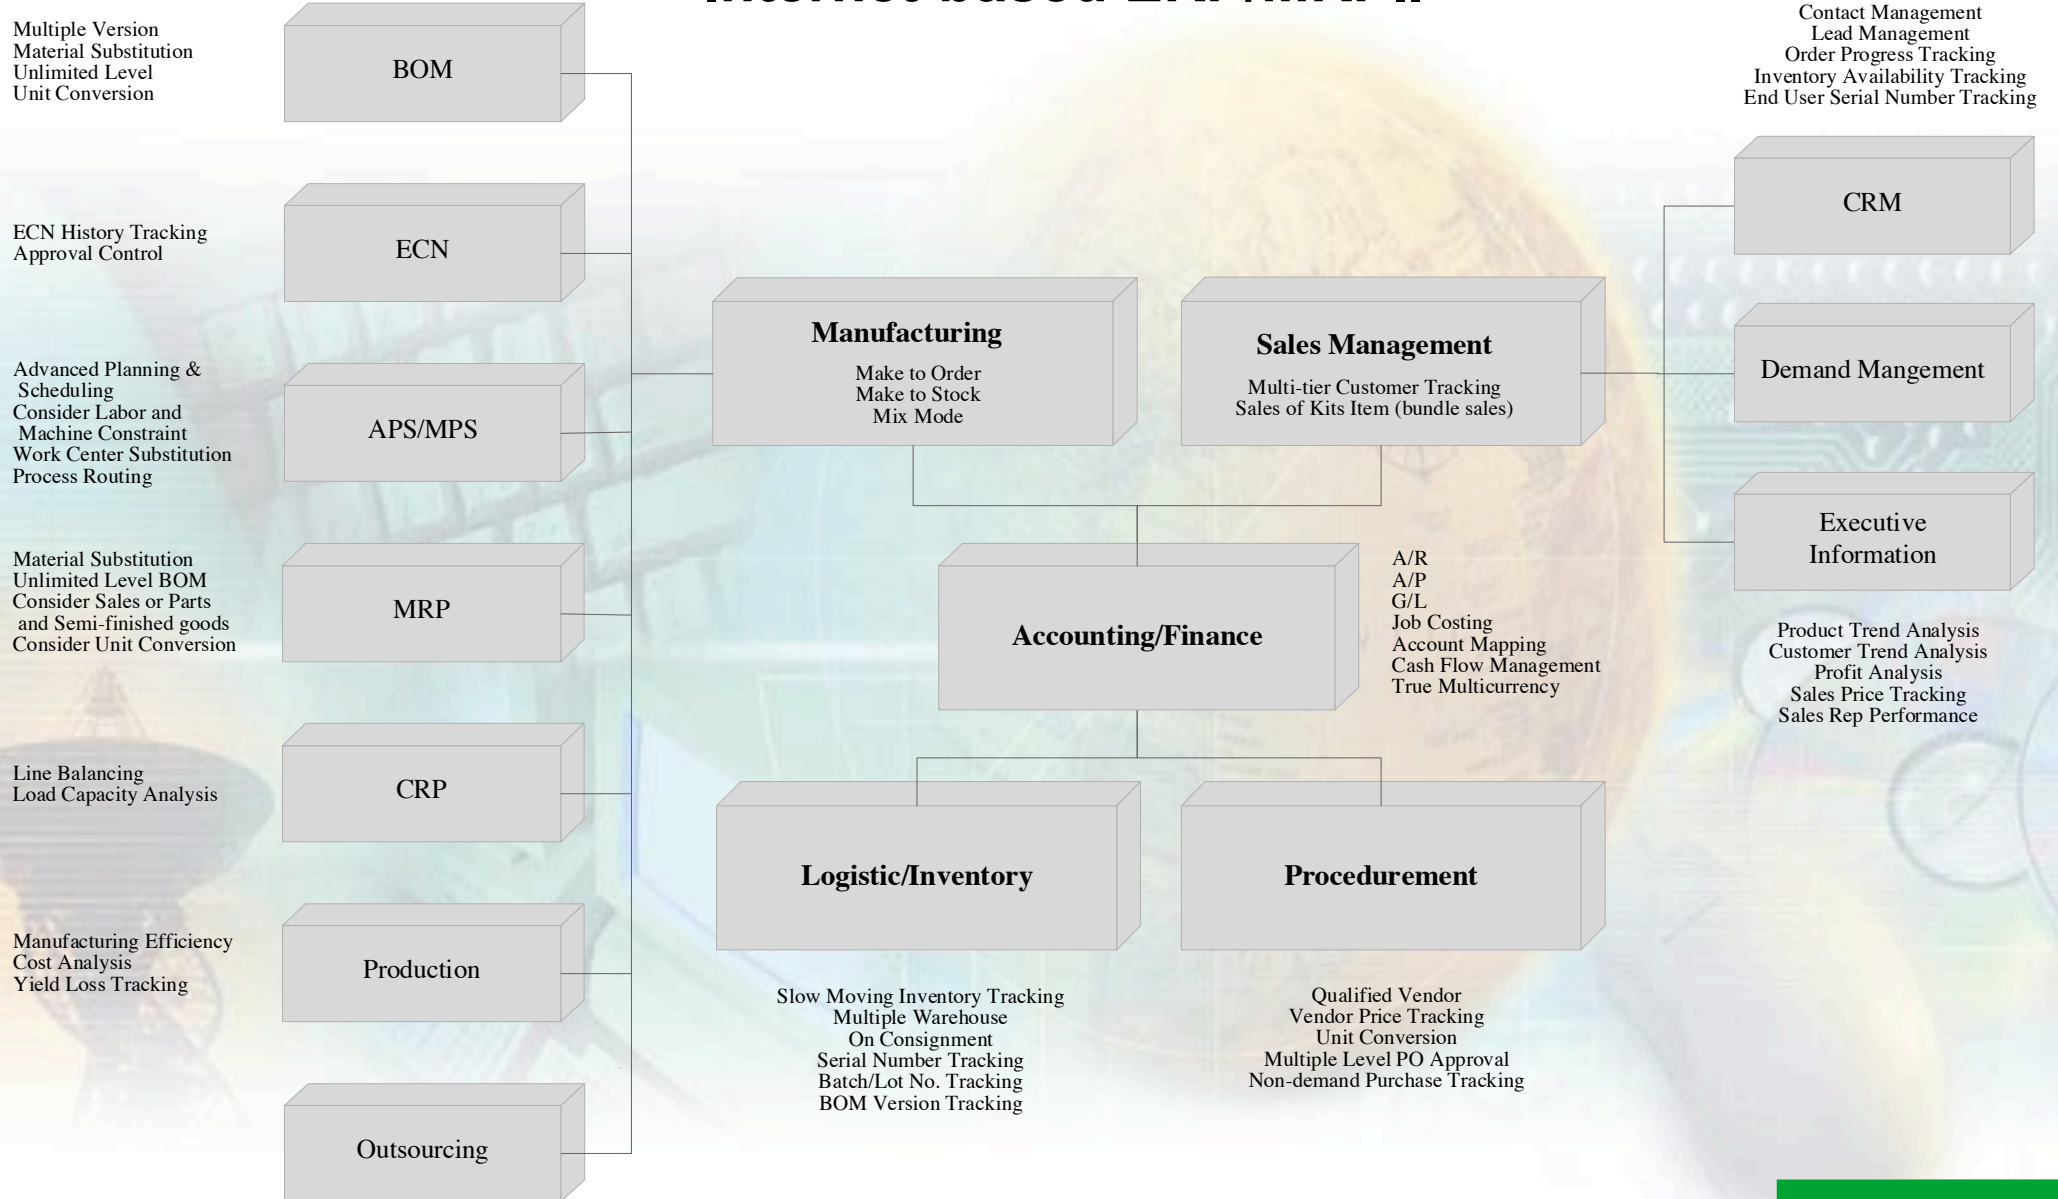 Internet based ERP/MRPII
Multiple Version
Material Substitution
Unlimited Level
Unit Conversion
BOM
ECN History Tracking
Approval Control
ECN
Advanced Planning &
Scheduling
Consider Labor and
Machine Constraint
Work Center Substitution
Process Routing
APS/MPS
Material Substitution
Unlimited Level BOM
Consider Sales or Parts
and Semi-finished goods
Consider Unit Conversion
MRP
Line Balancing
Load Capacity Analysis
CRP
Manufacturing Efficiency
Cost Analysis
Yield Loss Tracking
Production
Outsourcing
Manufacturing
Make to Order
Make to Stock
Mix Mode
Sales Management
Multi-tier Customer Tracking
Sales of Kits Item (bundle sales)
Accounting/Finance
A/R
A/P
G/L
Job Costing
Account Mapping
Cash Flow Management
True Multicurrency
Logistic/Inventory
Slow Moving Inventory Tracking
Multiple Warehouse
On Consignment
Serial Number Tracking
Batch/Lot No. Tracking
BOM Version Tracking
Procedurement
Qualified Vendor
Vendor Price Tracking
Unit Conversion
Multiple Level PO Approval
Non-demand Purchase Tracking
Contact Management
Lead Management
Order Progress Tracking
Inventory Availability Tracking
End User Serial Number Tracking
CRM
Demand Mangement
Executive
Information
Product Trend Analysis
Customer Trend Analysis
Profit Analysis
Sales Price Tracking
Sales Rep Performance